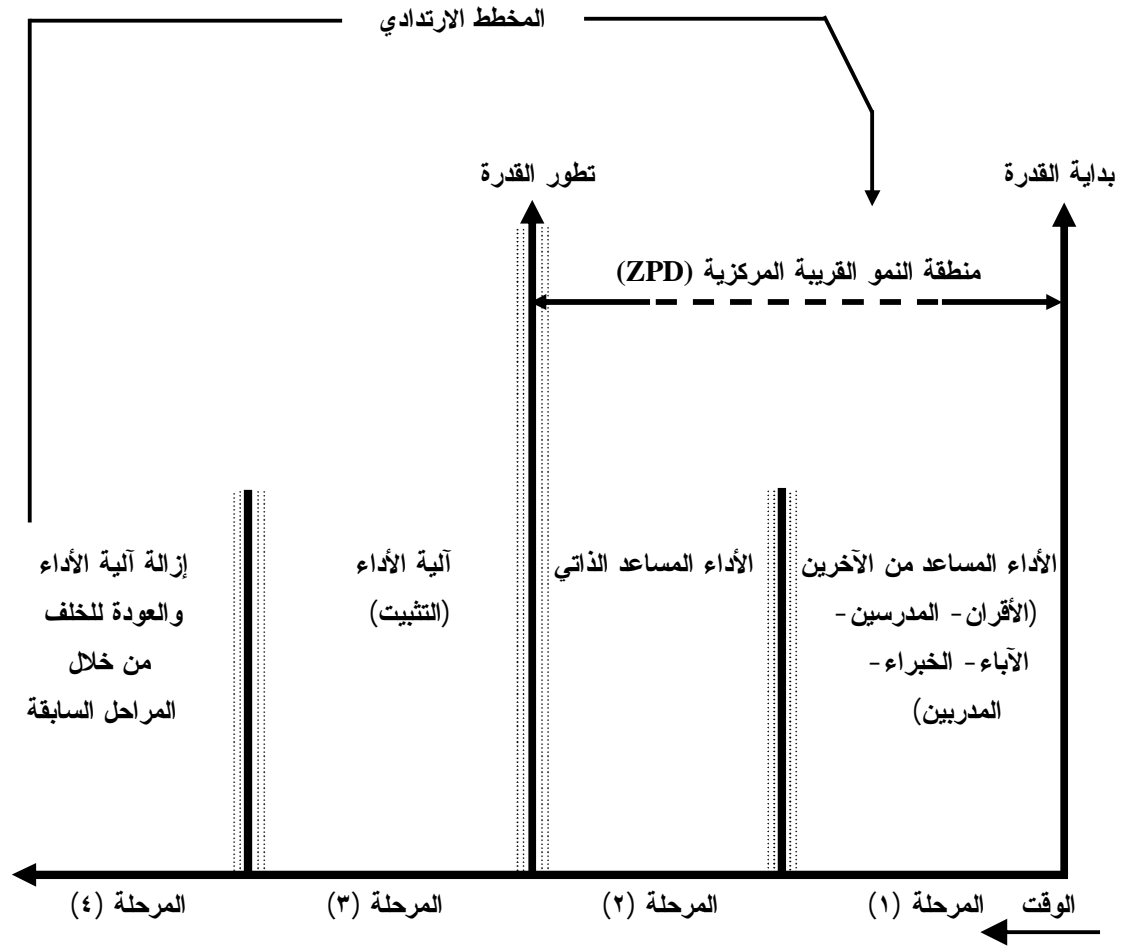 المخطط الارتدادي
بداية القدرة
تطور القدرة
منطقة النمو القريبة المركزية (ZPD)
الأداء المساعد من الآخرين
(الأقران- المدرسين-
الآباء- الخبراء-
المدربين)
الأداء المساعد الذاتي
آلية الأداء
(التثبيت)
إزالة آلية الأداء
والعودة للخلف
من خلال
المراحل السابقة
الوقت
المرحلة (١)
المرحلة (٢)
المرحلة (٣)
المرحلة (٤)